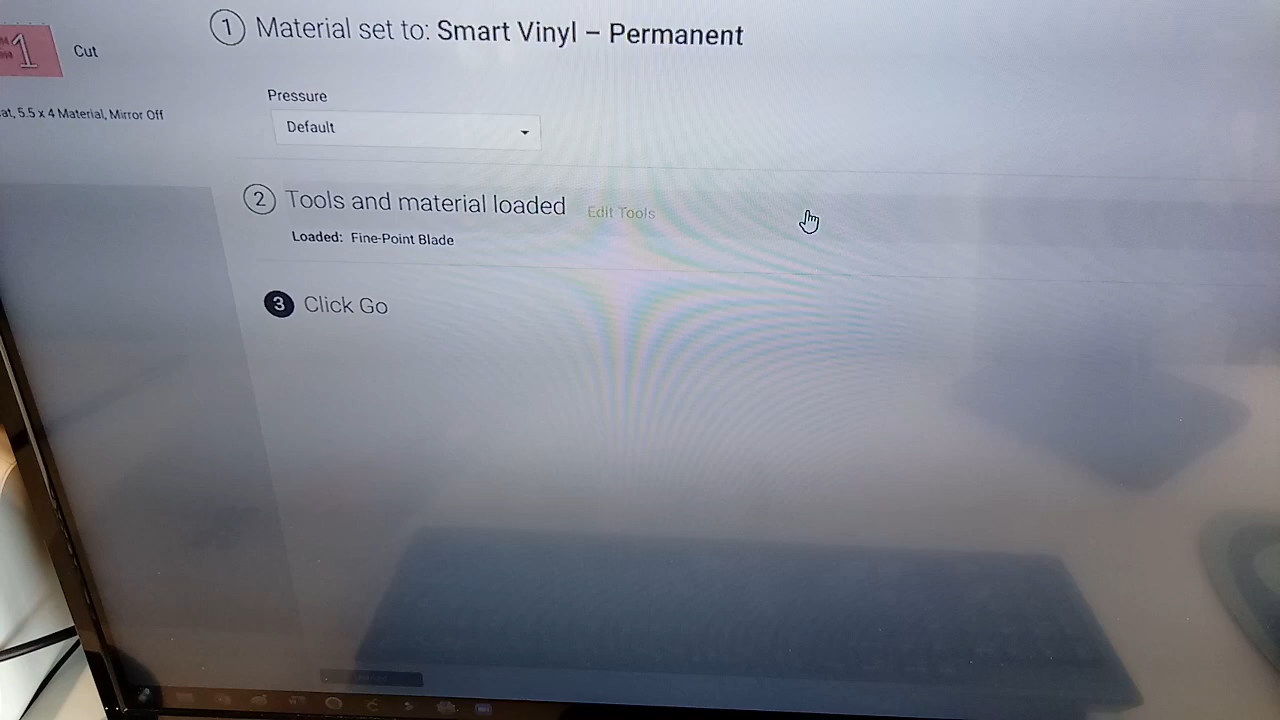 1 Material set to: Smart Vinyl – Permanent
1
Cut
Pressure
Default
5.5 x 4 Material, Mirror Off
2 Tools and material loaded Edit Tools
Loaded: Fine-Point Blade
3 Click Go